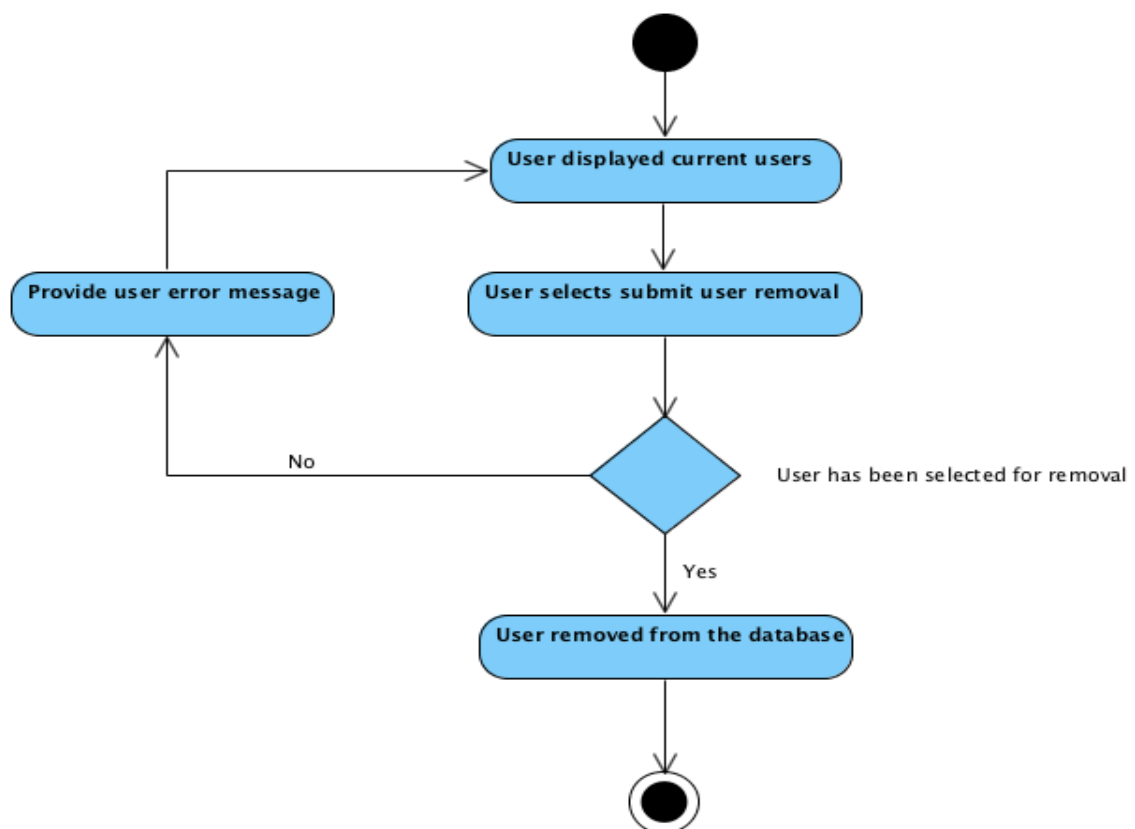 User displayed current users
Provide user error message
User selects submit user removal
No
User has been selected for removal
Yes
User removed from the database